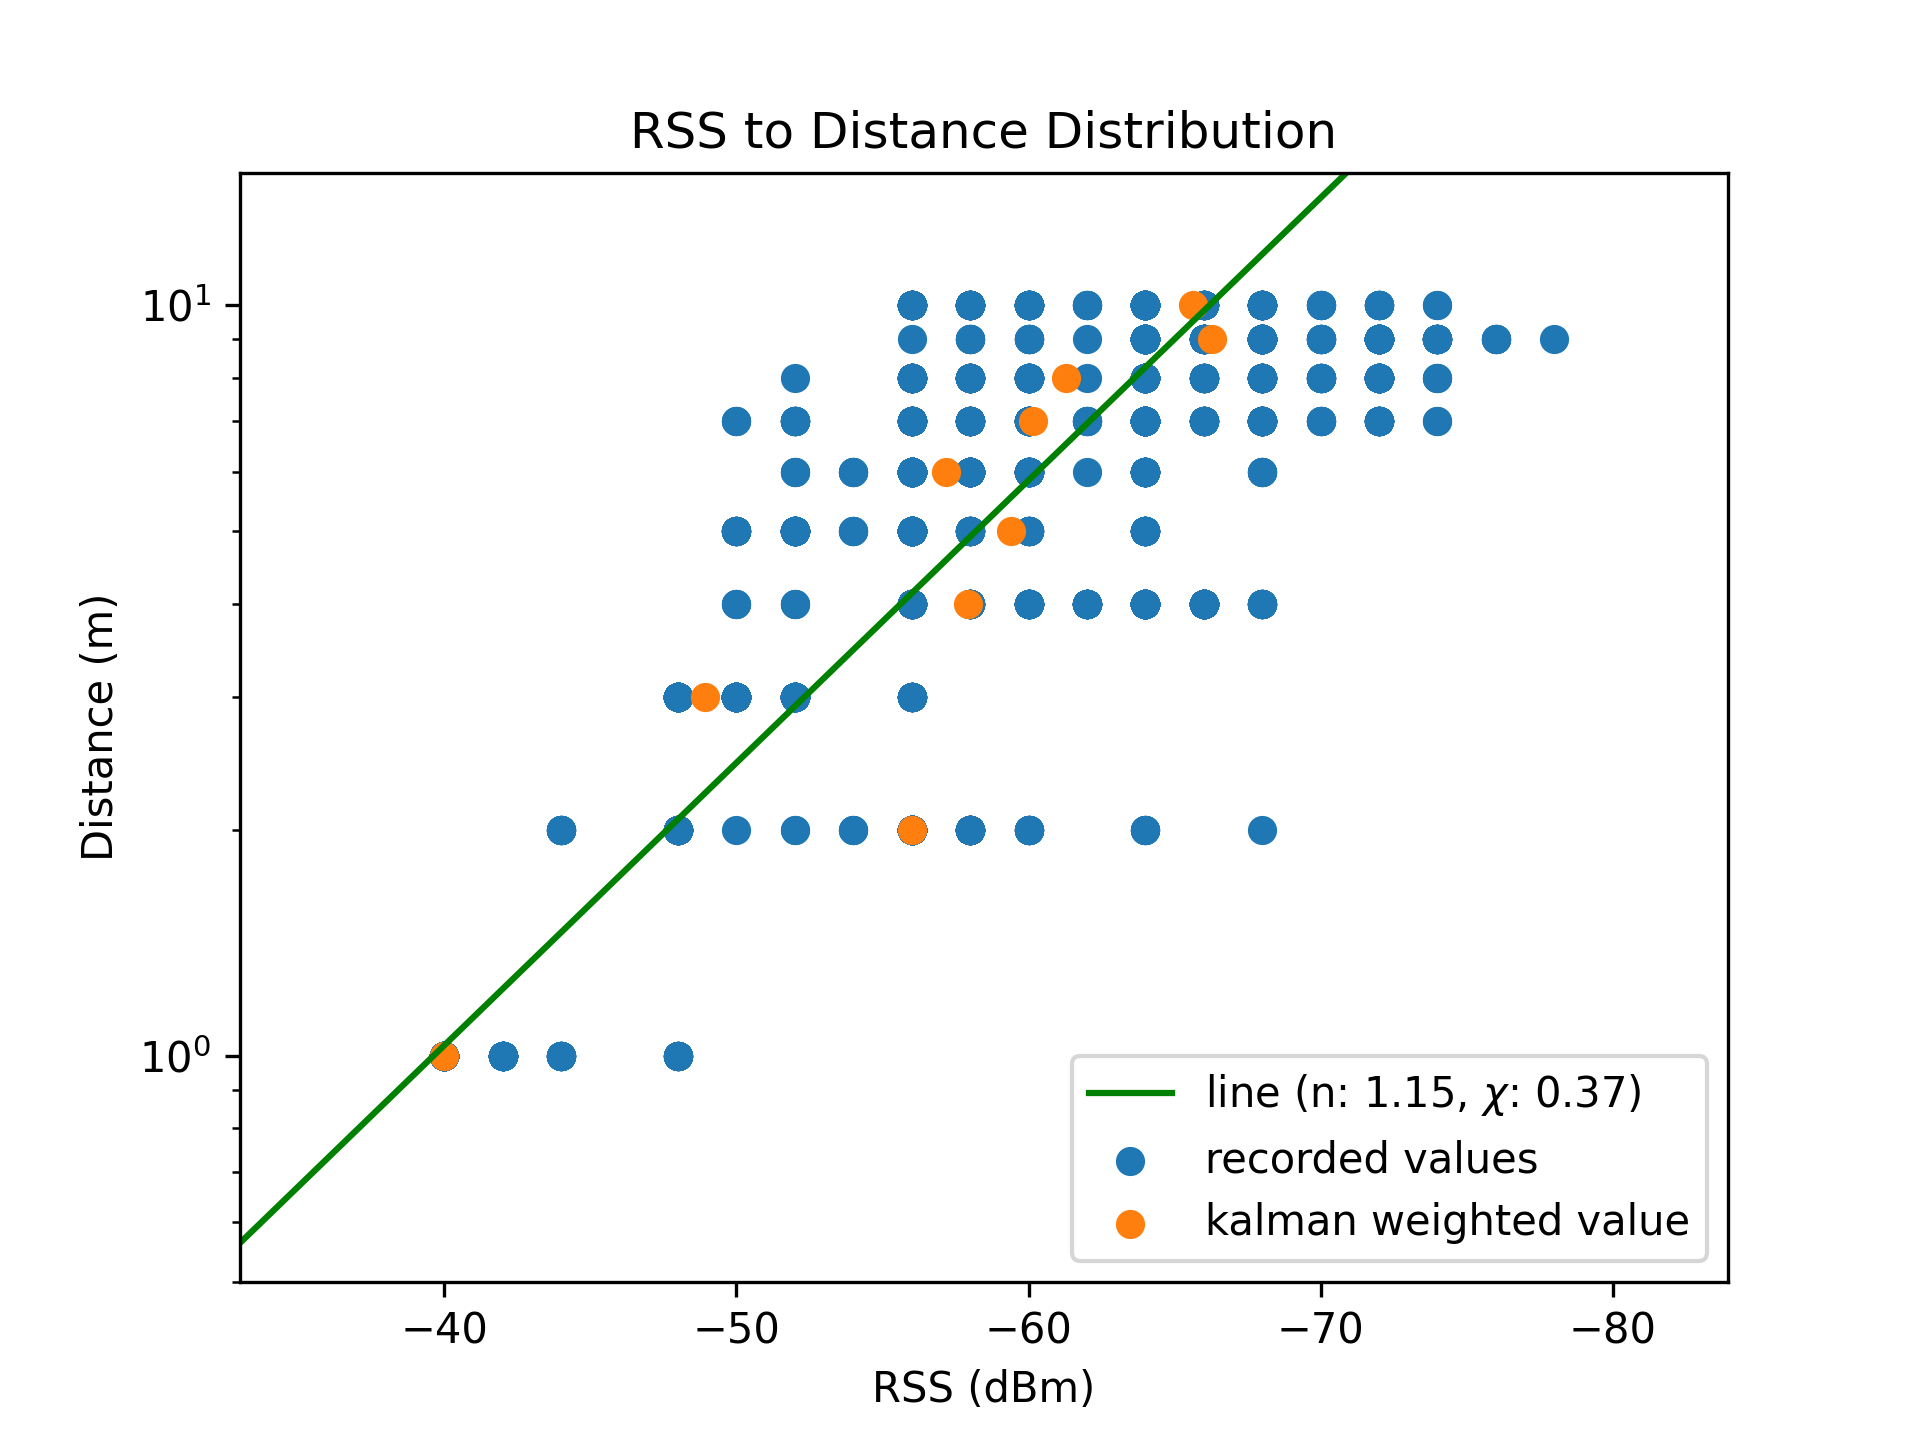 RSS to Distance Distribution
10¹
10⁰
Distance (m)
line (n: 1.15, χ: 0.37)
recorded values
kalman weighted value
−40 −50 −60 −70 −80
RSS (dBm)